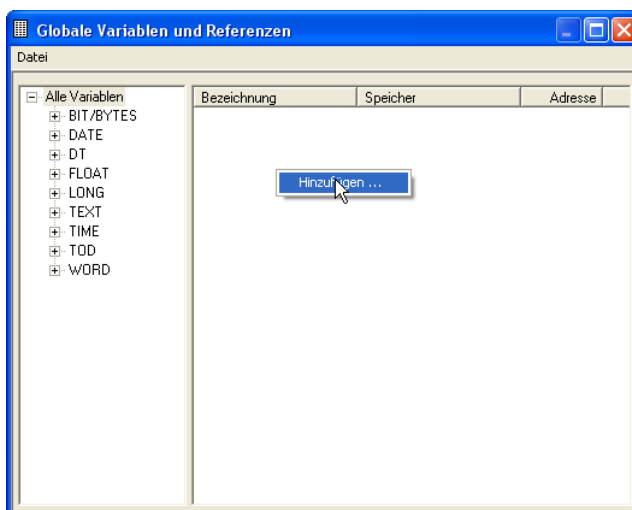 Globale Variablen und Referenzen
Datei
Alle Variablen
BIT/BYTES
DATE
DT
FLOAT
LONG
TEXT
TIME
TOD
WORD
Bezeichnung Speicher Adresse
Hinzufügen ...